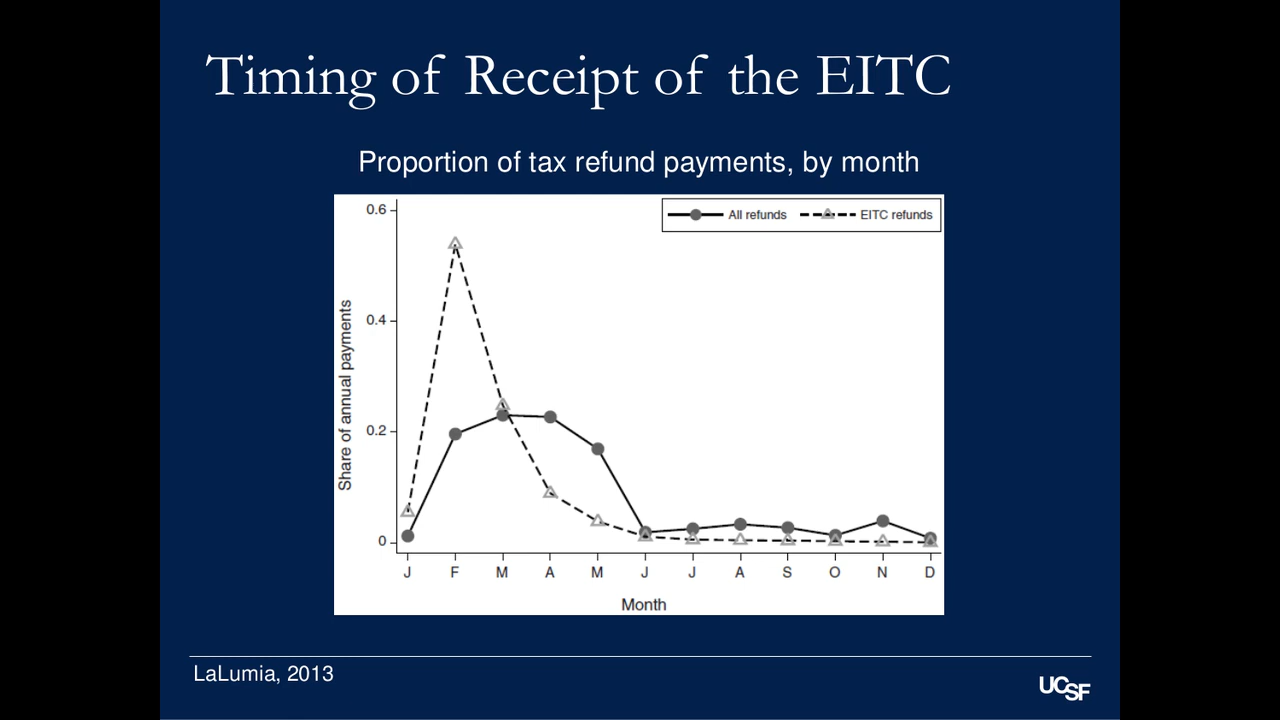 Timing of Receipt of the EITC
Proportion of tax refund payments, by month
All refunds
EITC refunds
Share of annual payments
0.6
0.4
0.2
0
J F M A M J J A S O N D
Month
LaLumia, 2013
UCSF